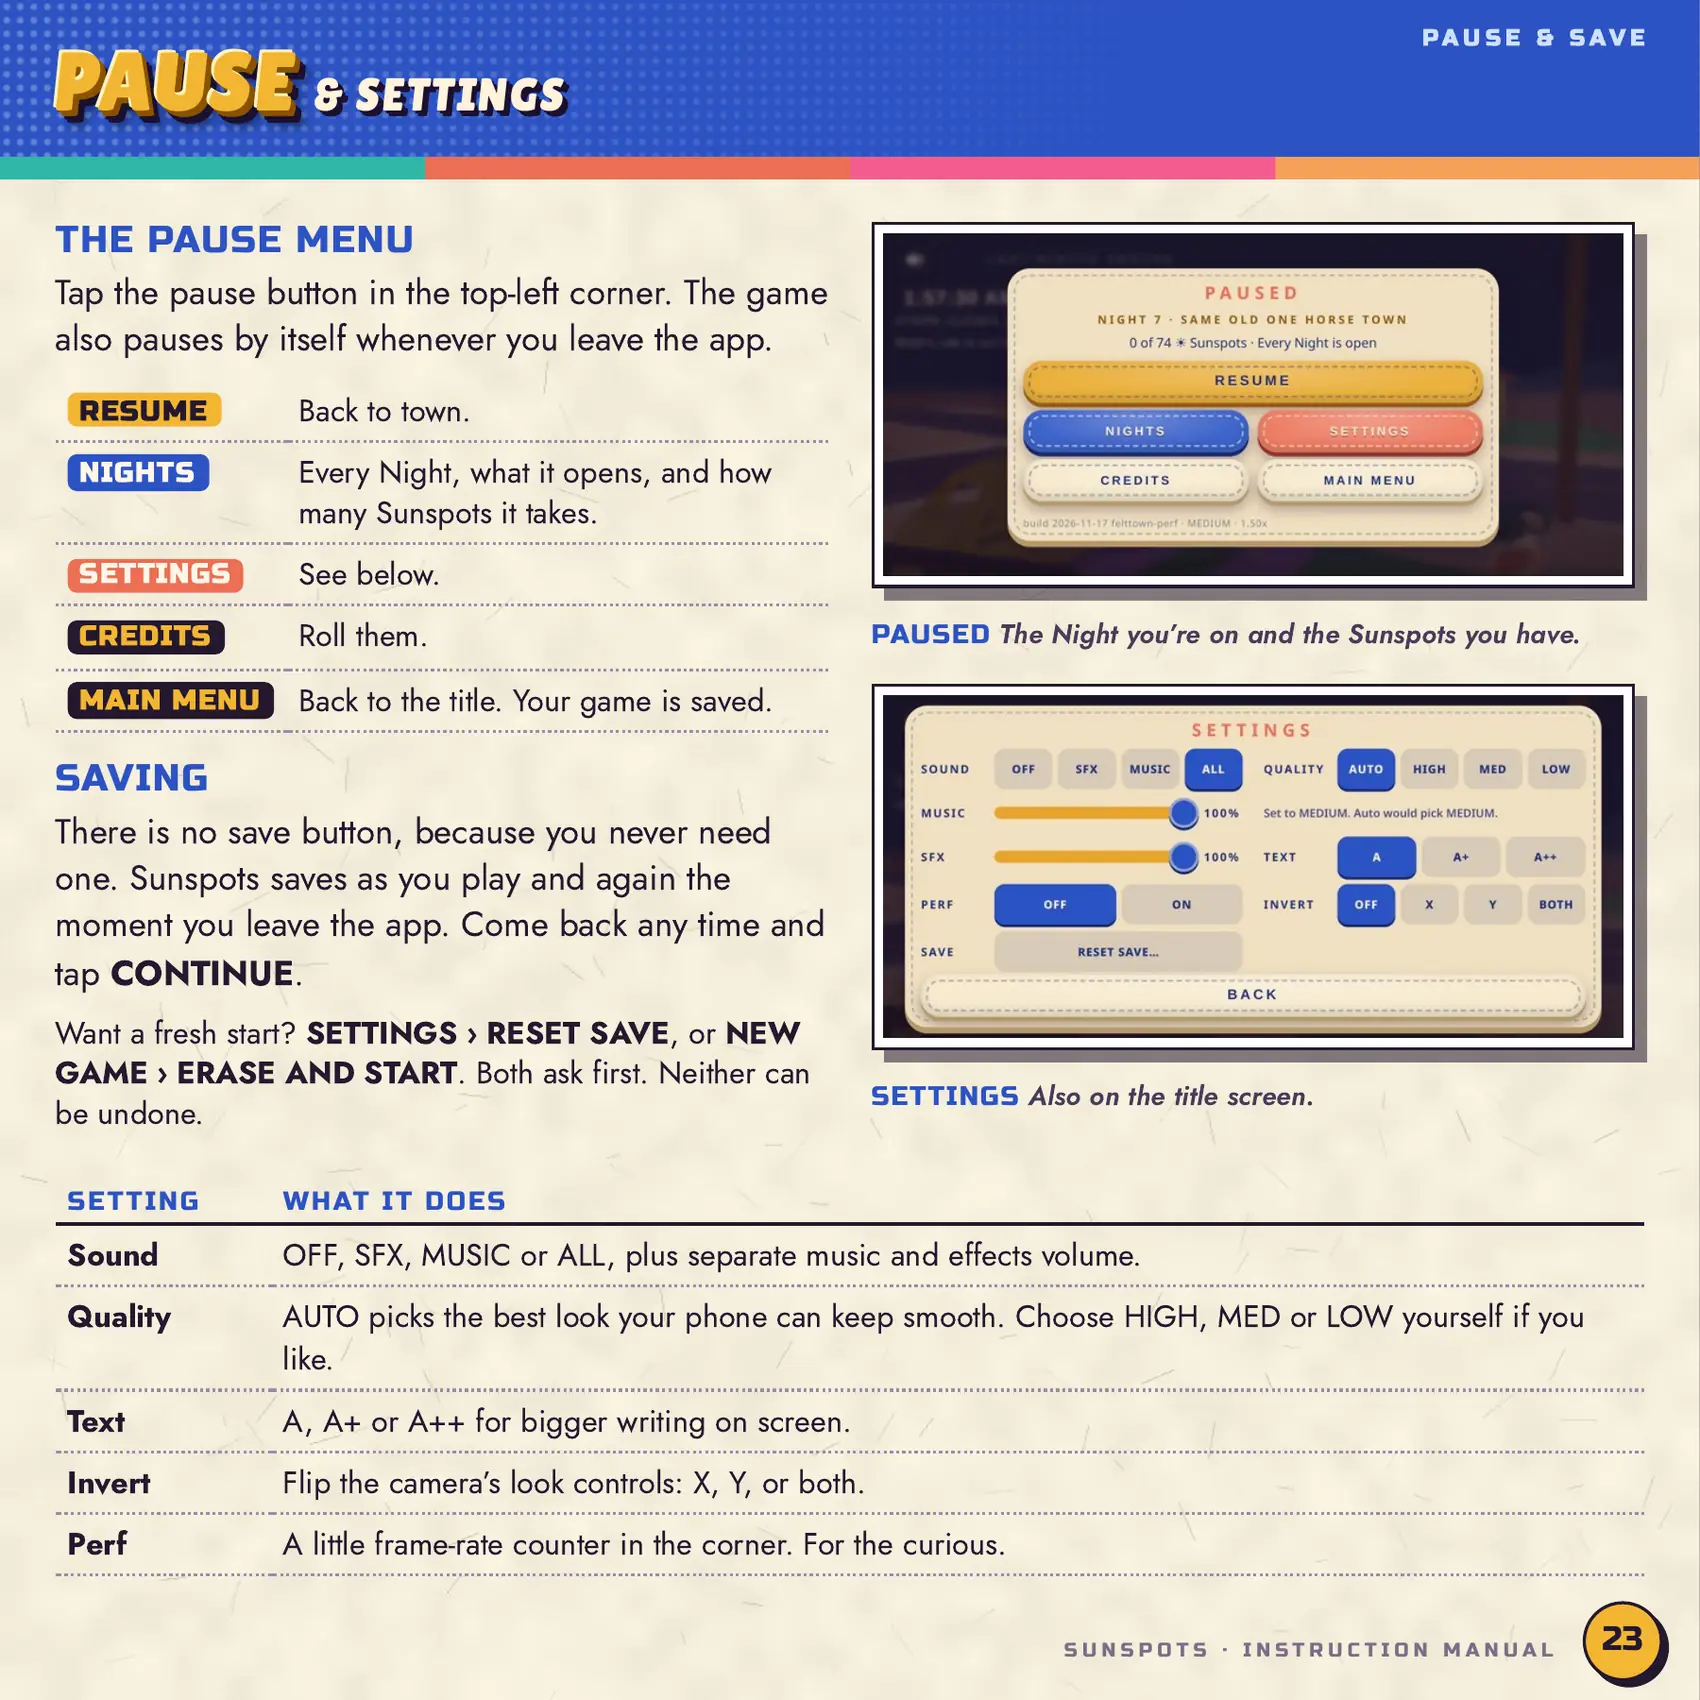 PAUSE & SAVE
PAUSE & SETTINGS
THE PAUSE MENU
Tap the pause button in the top-left corner. The game
also pauses by itself whenever you leave the app.
RESUME Back to town.
NIGHTS Every Night, what it opens, and how
many Sunspots it takes.
SETTINGS See below.
CREDITS Roll them.
MAIN MENU Back to the title. Your game is saved.
SAVING
There is no save button, because you never need
one. Sunspots saves as you play and again the
moment you leave the app. Come back any time and
tap CONTINUE.
Want a fresh start? SETTINGS › RESET SAVE, or NEW
GAME › ERASE AND START. Both ask first. Neither can
be undone.
1:57:30
PAUSED
NIGHT 7 · SAME OLD ONE HORSE TOWN
0 of 74 ☀ Sunspots · Every Night is open
RESUME
NIGHTS SETTINGS
CREDITS MAIN MENU
build 2026-11-17 felttown-perf · MEDIUM · 1.50x
PAUSED The Night you’re on and the Sunspots you have.
SETTINGS
SOUND OFF SFX MUSIC ALL QUALITY AUTO HIGH MED LOW
MUSIC 100% Set to MEDIUM. Auto would pick MEDIUM.
SFX 100% TEXT A A+ A++
PERF OFF ON INVERT OFF X Y BOTH
SAVE RESET SAVE...
BACK
SETTINGS Also on the title screen.
SETTING WHAT IT DOES
Sound OFF, SFX, MUSIC or ALL, plus separate music and effects volume.
Quality AUTO picks the best look your phone can keep smooth. Choose HIGH, MED or LOW yourself if you
like.
Text A, A+ or A++ for bigger writing on screen.
Invert Flip the camera’s look controls: X, Y, or both.
Perf A little frame-rate counter in the corner. For the curious.
SUNSPOTS · INSTRUCTION MANUAL 23